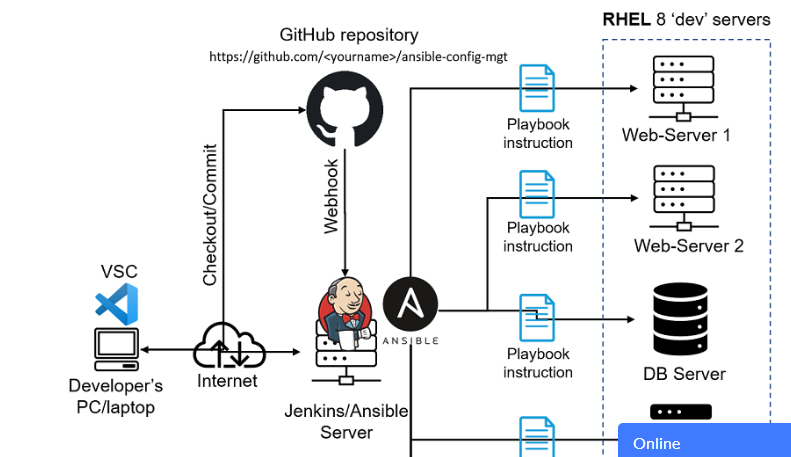 RHEL 8 ‘dev’ servers
GitHub repository
https://github.com/<yourname>/ansible-config-mgt
Playbook
instruction
Web-Server 1
Checkout/Commit
Webhook
Playbook
instruction
Web-Server 2
VSC
ANSIBLE
Playbook
instruction
DB Server
Internet
Developer’s
PC/laptop
Jenkins/Ansible
Server
Online